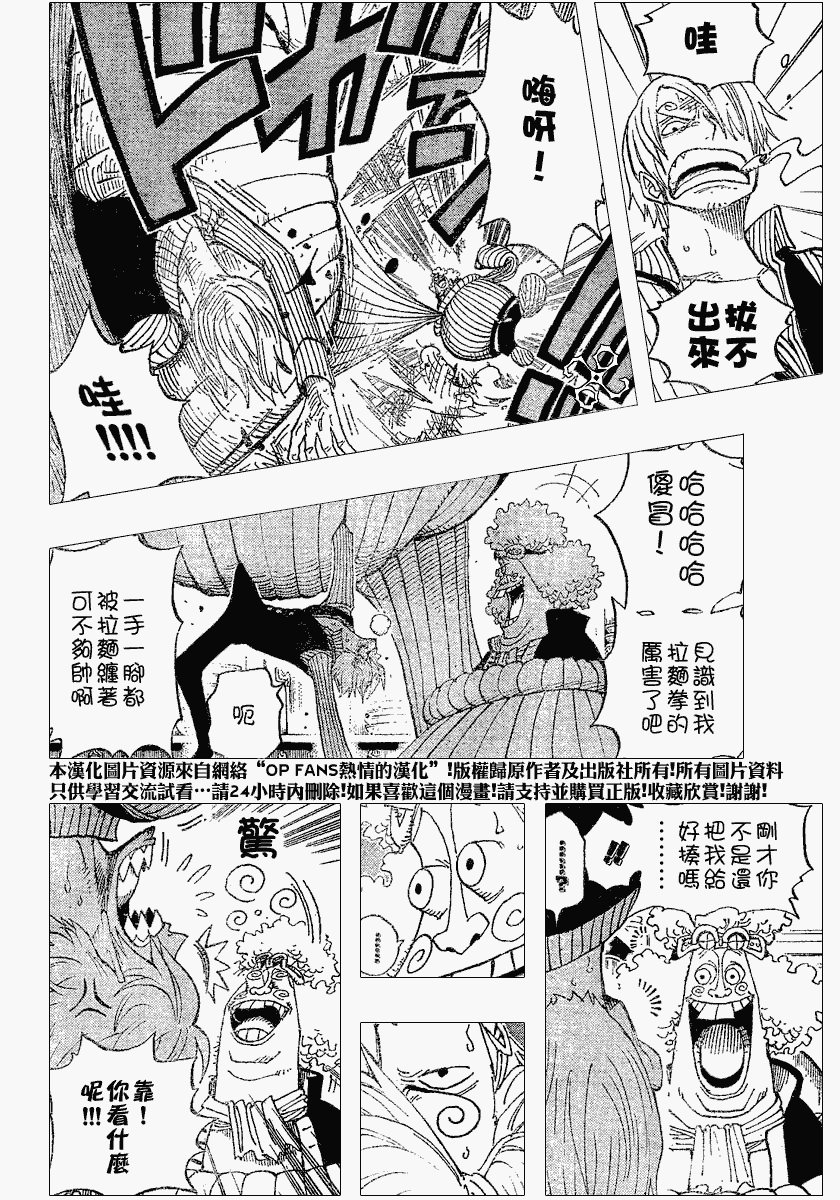 哇
拔不
出來
嗨呀！
ドガァン!!
哇
!!!!
哈哈哈哈
傻冒！
見識到我
拉麵拳的
厲害了吧
一手一腳都
被拉麵纏著
可不夠帥啊
呃
本漢化圖片資源來自網絡“OP FANS熱情的漢化”!版權歸原作者及出版社所有!所有圖片資料
只供學習交流試看…請24小時內刪除!如果喜歡這個漫畫!請支持並購買正版!收藏欣賞!謝謝!
剛才你
不是還
把我給
好揍嗎
……
!!
………
………
驚
靠！
你看什麼
呢!!!